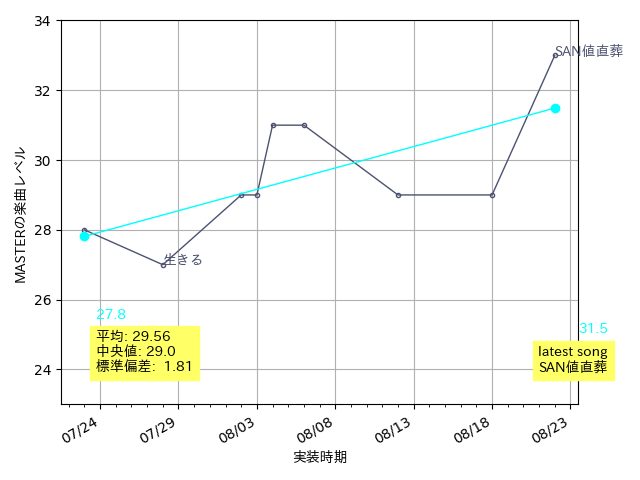 34
32
30
28
26
24
MASTERの楽曲レベル
SAN値直葬
生きる
27.8
平均: 29.56
中央値: 29.0
標準偏差: 1.81
31.5
latest song
SAN値直葬
07/24
07/29
08/03
08/08
08/13
08/18
08/23
実装時期